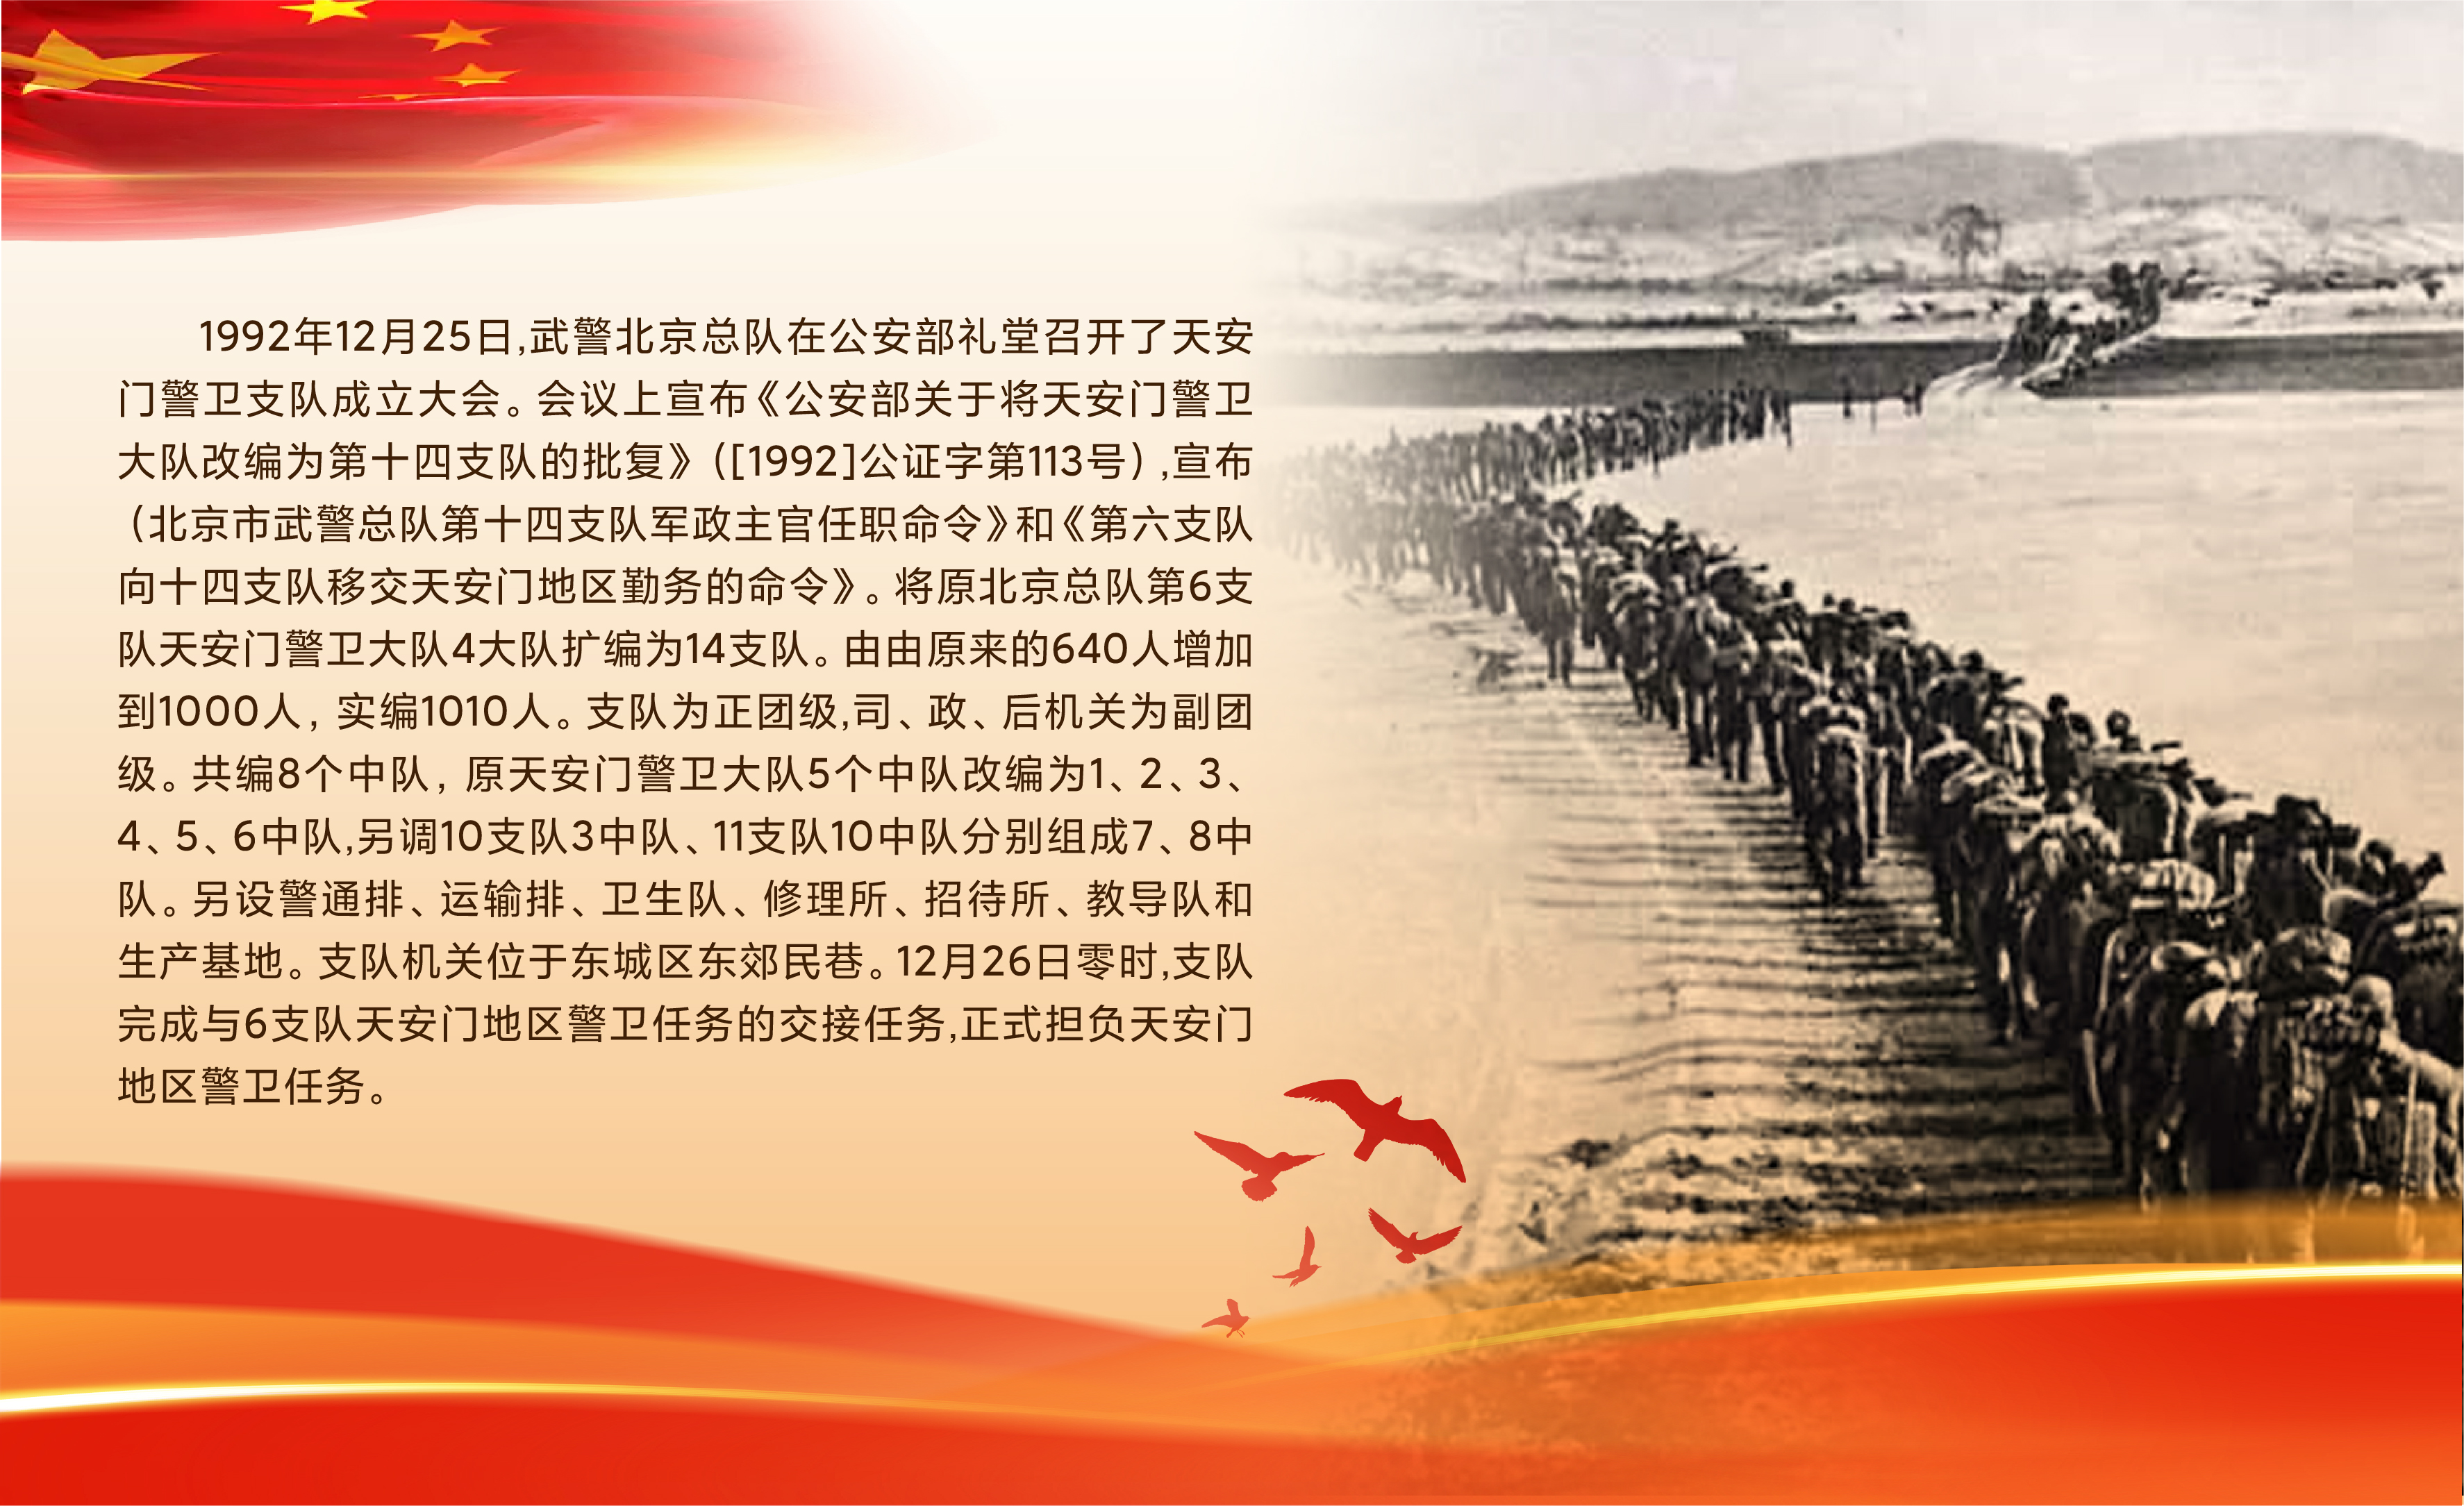 1992年12月25日,武警北京总队在公安部礼堂召开了天安
门警卫支队成立大会。会议上宣布《公安部关于将天安门警卫
大队改编为第十四支队的批复》([1992]公证字第113号),宣布
(北京市武警总队第十四支队军政主官任职命令》和《第六支队
向十四支队移交天安门地区勤务的命令》。将原北京总队第6支
队天安门警卫大队4大队扩编为14支队。由由原来的640人增加
到1000人, 实编1010人。支队为正团级,司、政、后机关为副团
级。共编8个中队, 原天安门警卫大队5个中队改编为1、2、3、
4、5、6中队,另调10支队3中队、11支队10中队分别组成7、8中
队。另设警通排、运输排、卫生队、修理所、招待所、教导队和
生产基地。支队机关位于东城区东郊民巷。12月26日零时,支队
完成与6支队天安门地区警卫任务的交接任务,正式担负天安门
地区警卫任务。